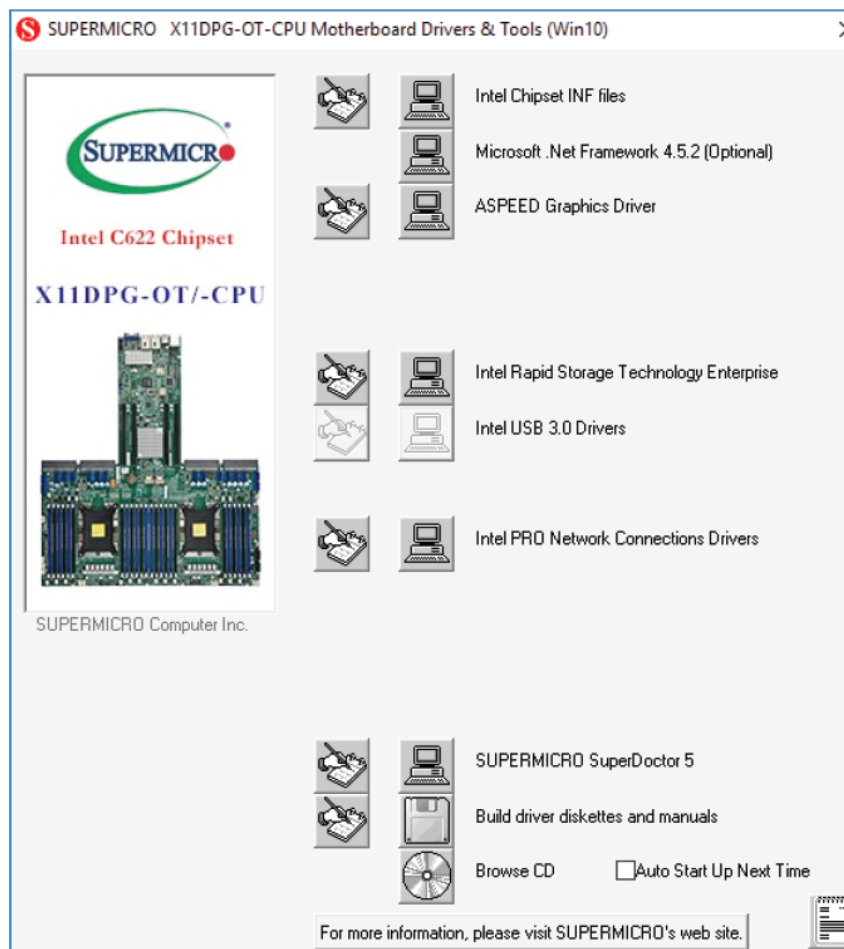 SUPERMICRO X11DPG-OT-CPU Motherboard Drivers & Tools (Win10)
SUPERMICRO
Intel C622 Chipset
X11DPG-OT/-CPU
SUPERMICRO Computer Inc.
Intel Chipset INF files
Microsoft .Net Framework 4.5.2 (Optional)
ASPEED Graphics Driver
Intel Rapid Storage Technology Enterprise
Intel USB 3.0 Drivers
Intel PRO Network Connections Drivers
SUPERMICRO SuperDoctor 5
Build driver diskettes and manuals
Browse CD Auto Start Up Next Time
For more information, please visit SUPERMICRO's web site.